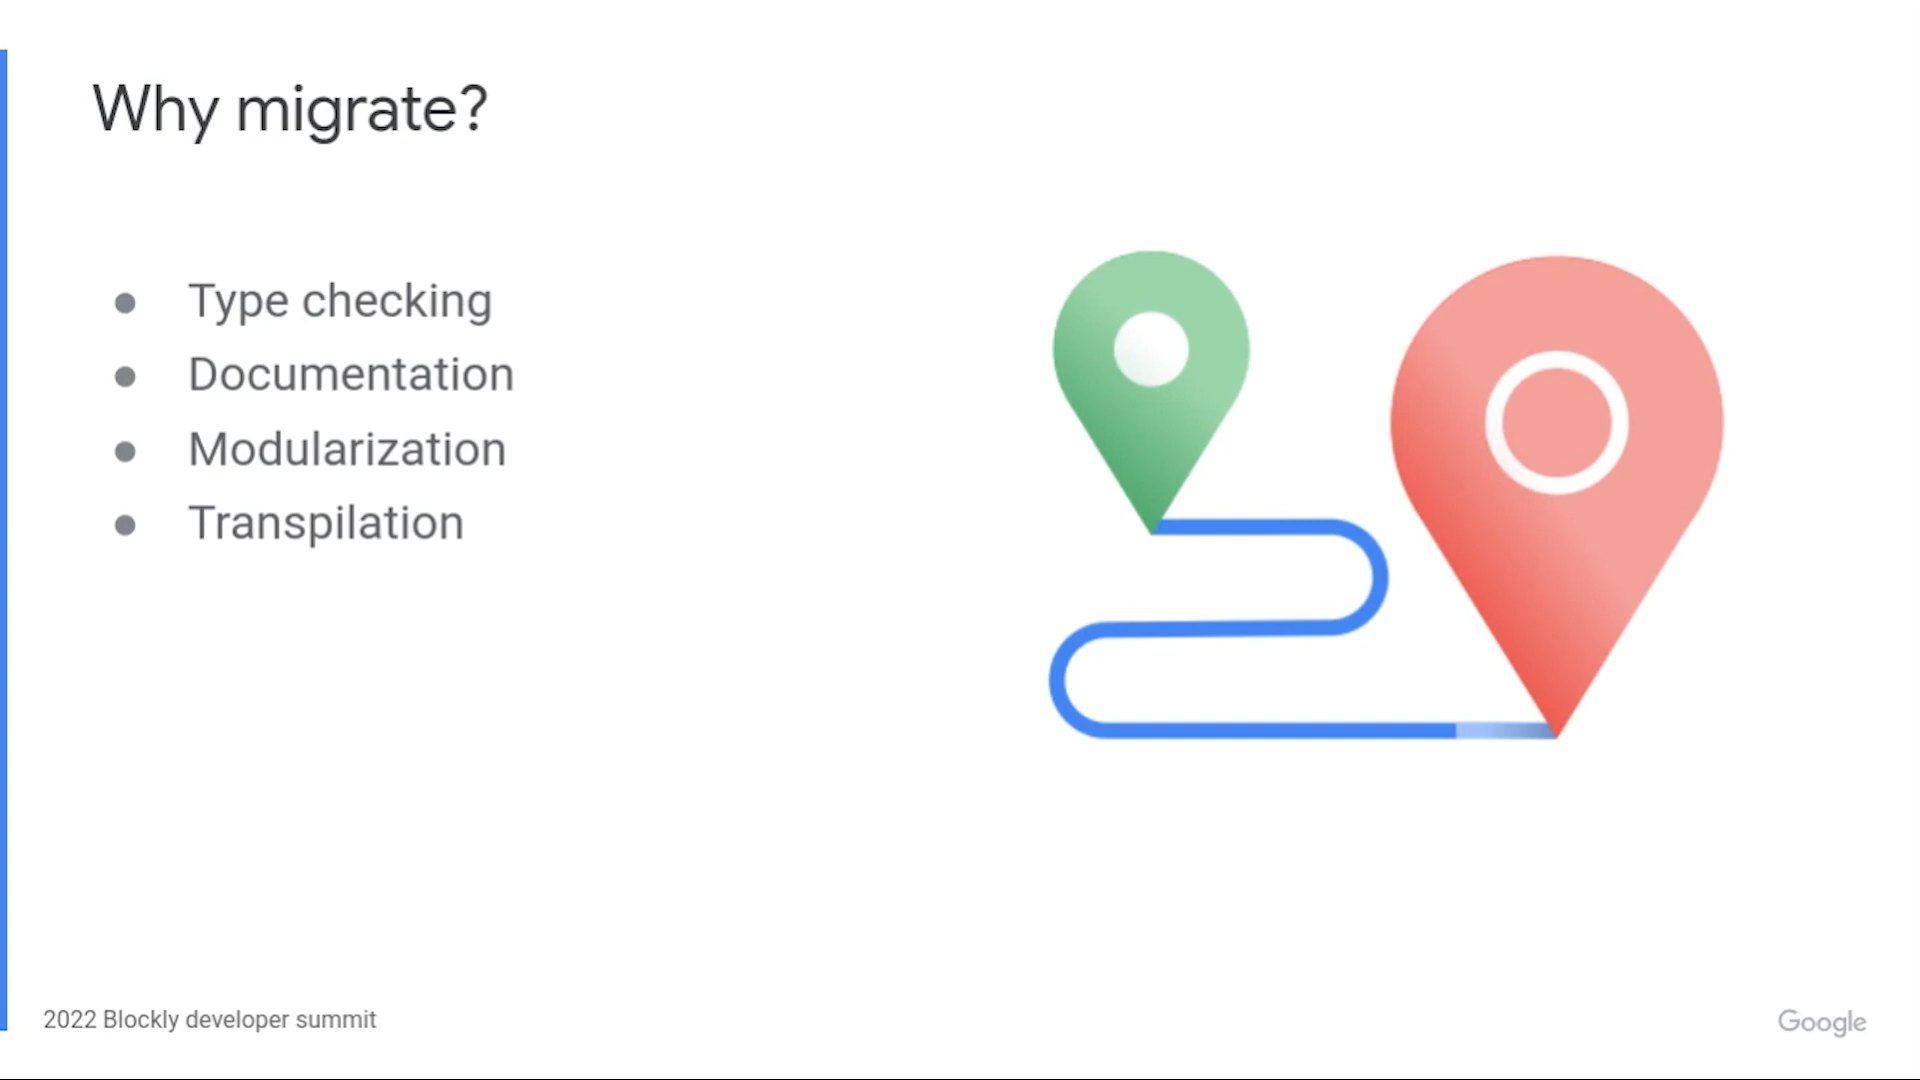 Why migrate?
● Type checking
● Documentation
● Modularization
● Transpilation
2022 Blockly developer summit
Google